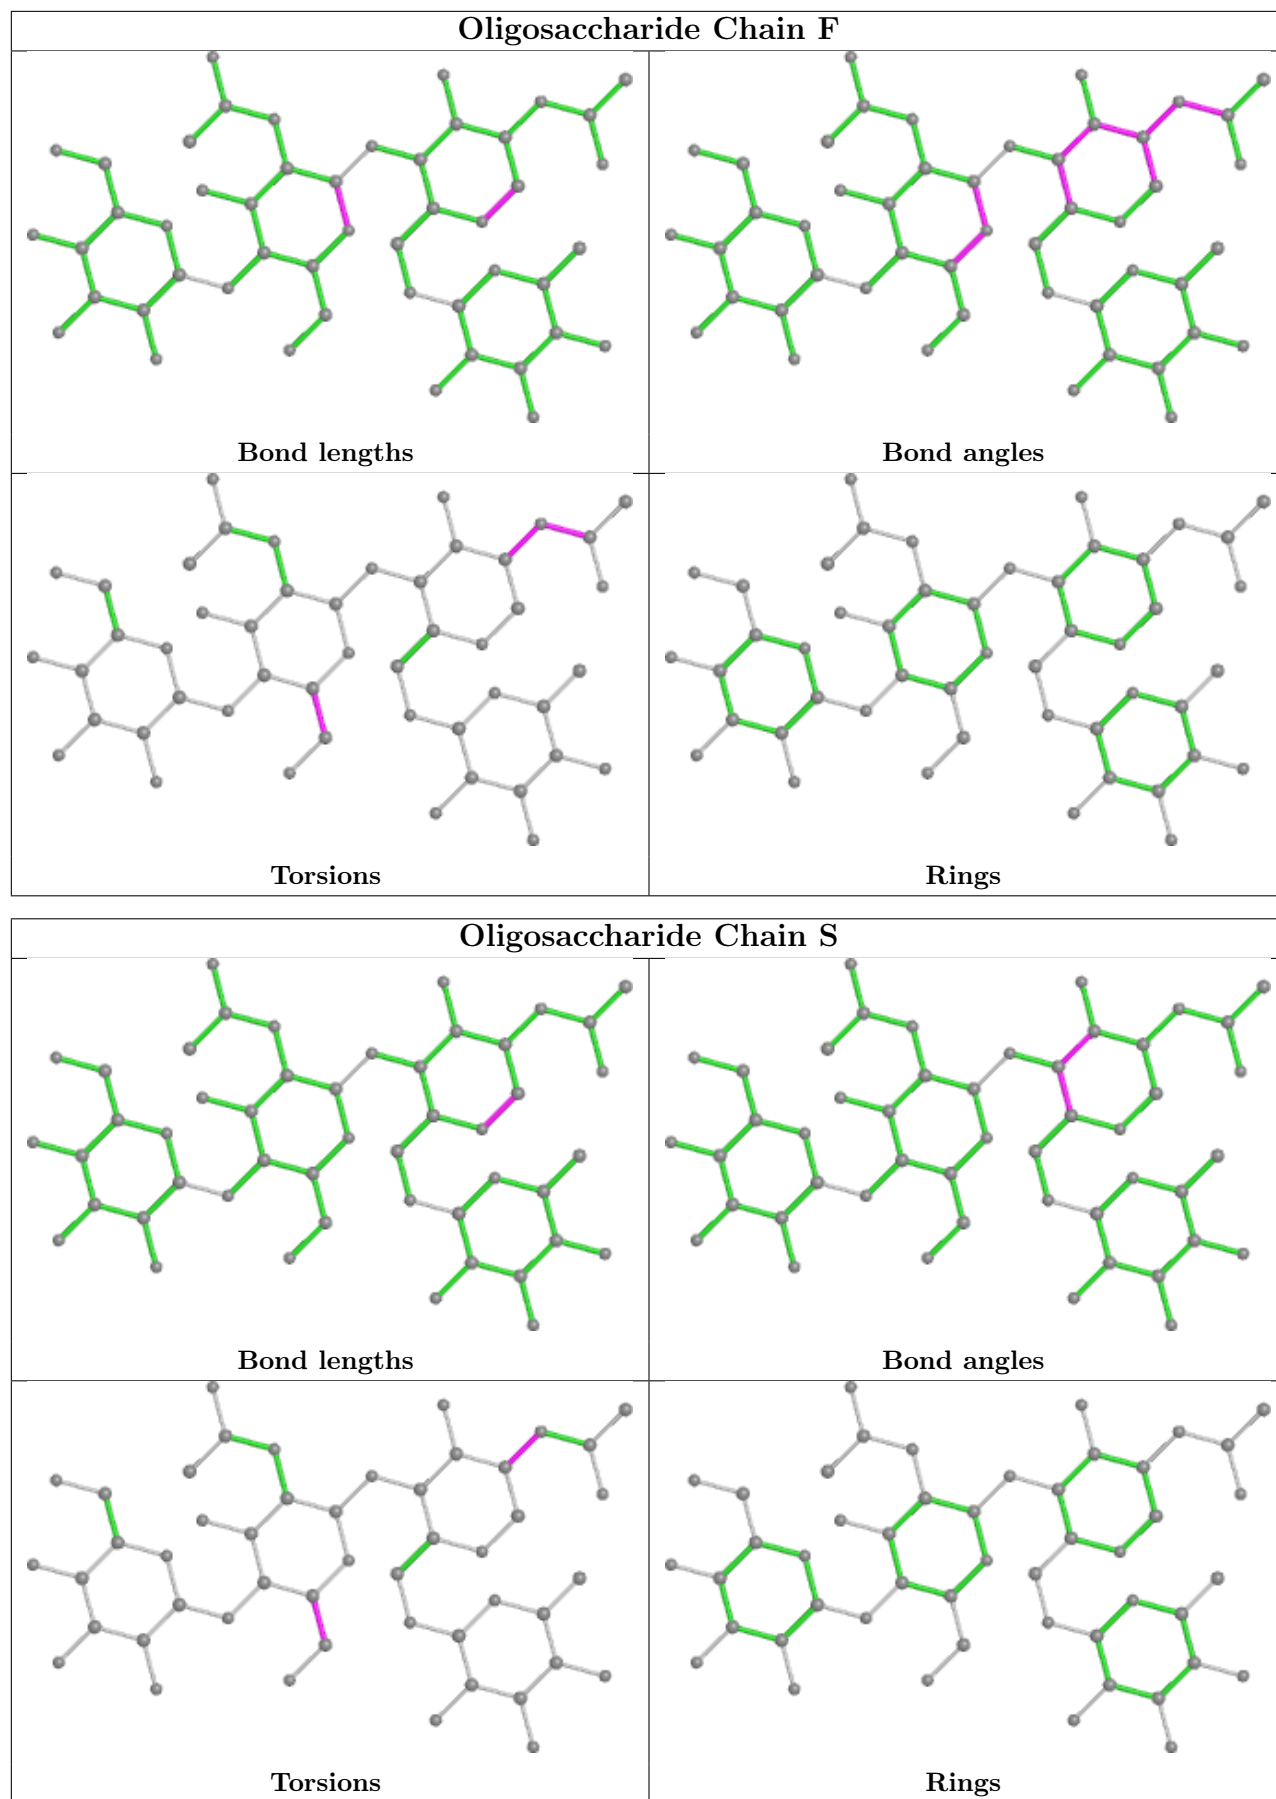 Oligosaccharide Chain F
Bond lengths
Bond angles
Torsions
Rings
Oligosaccharide Chain S
Bond lengths
Bond angles
Torsions
Rings